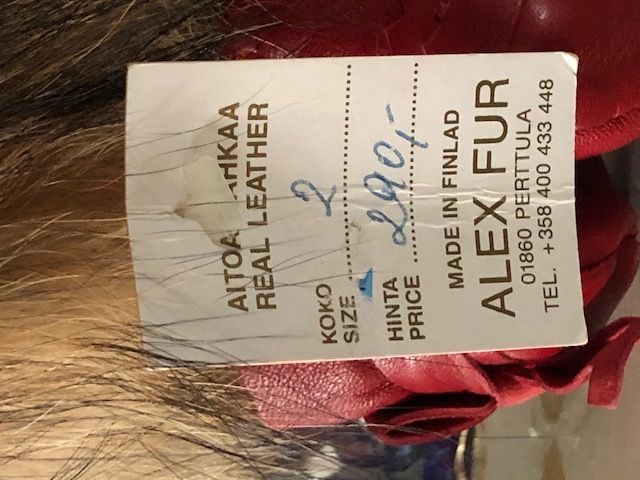 AITOA
REAL LEATHER
KOKO
SIZE 2
HINTA
PRICE 290,-
MADE IN FINLAD
ALEX FUR
01860 PERTTULA
TEL. +358 400 433 448